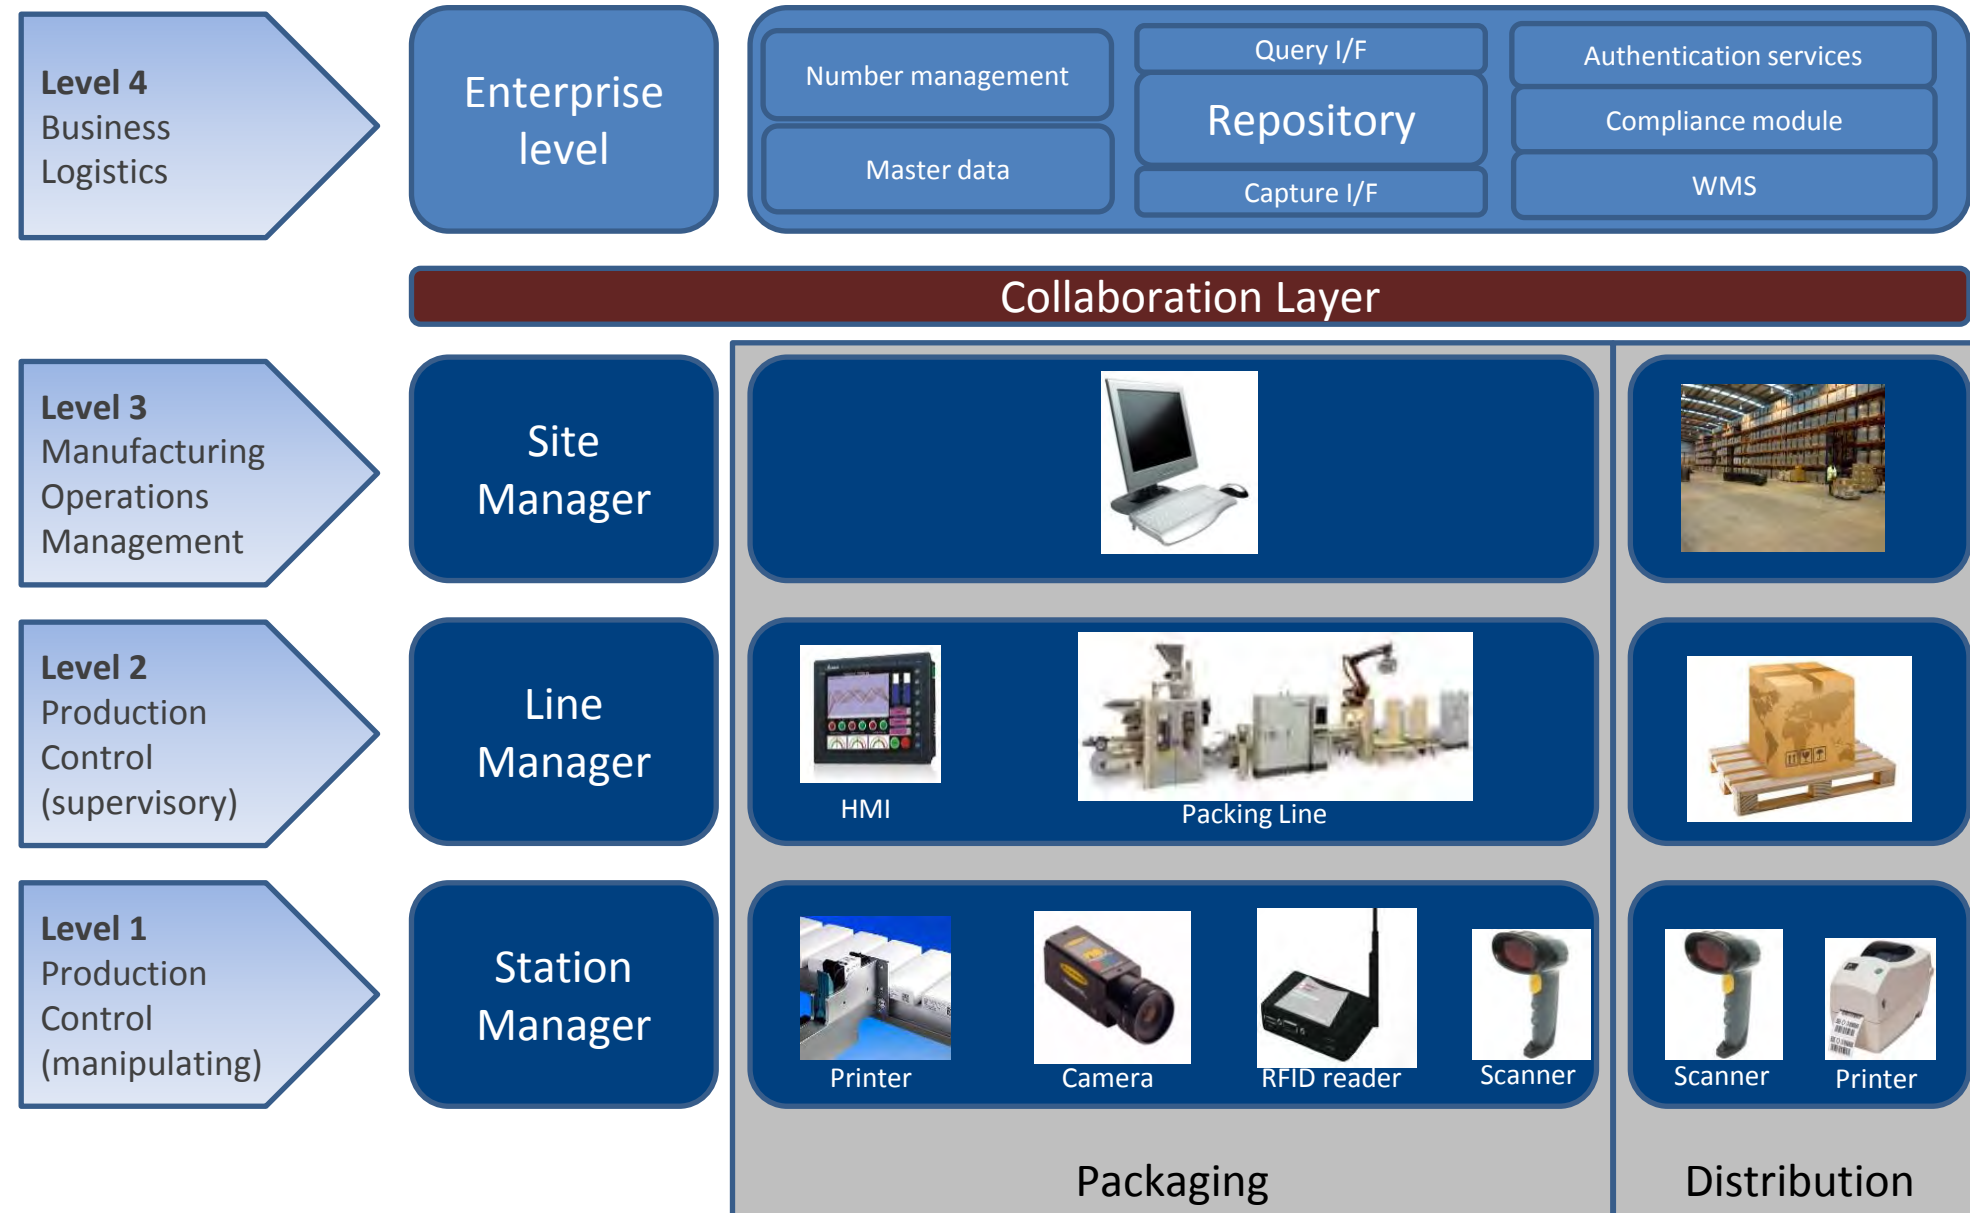 Level 4
Business
Logistics
Enterprise
level
Number management
Master data
Query I/F
Repository
Capture I/F
Authentication services
Compliance module
WMS
Collaboration Layer
Level 3
Manufacturing
Operations
Management
Site
Manager
Level 2
Production
Control
(supervisory)
Line
Manager
HMI
Packing Line
Level 1
Production
Control
(manipulating)
Station
Manager
Printer
Camera
RFID reader
Scanner
Scanner
Printer
Packaging
Distribution